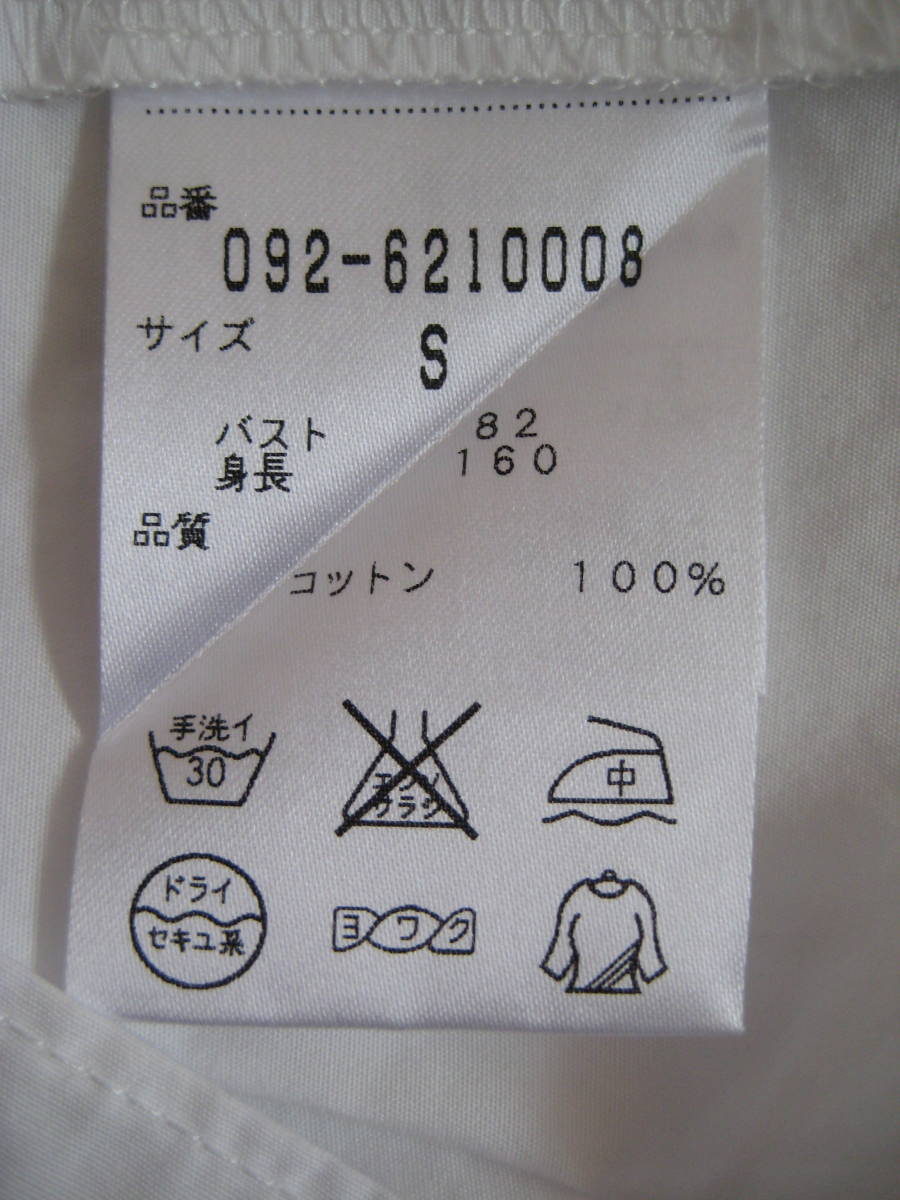 品番
092-6210008
サイズ S
バスト 82
身長 160
品質
コットン 100%
手洗イ
30
エンソ
サラシ
中
ドライ
セキユ系
ヨワク